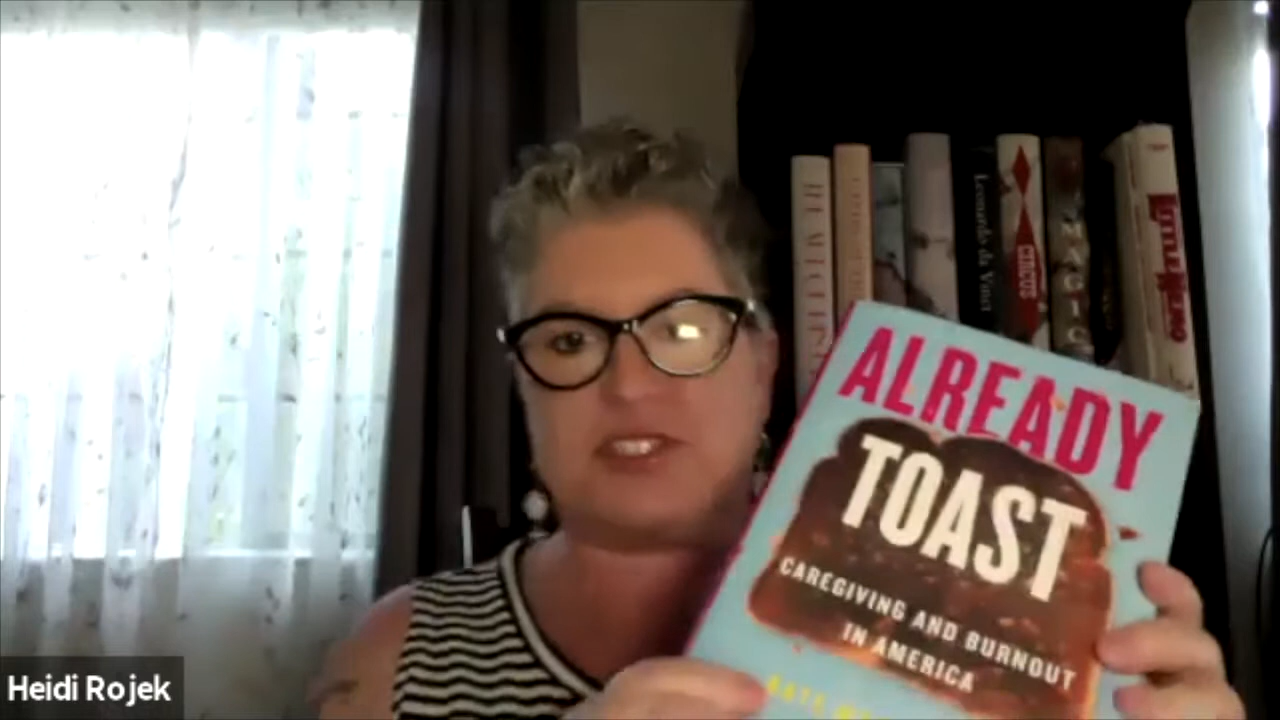 Leonardo da Vinci
CIRCUS
MAGIC
ALREADY
TOAST
CAREGIVING AND BURNOUT
IN AMERICA
Heidi Rojek